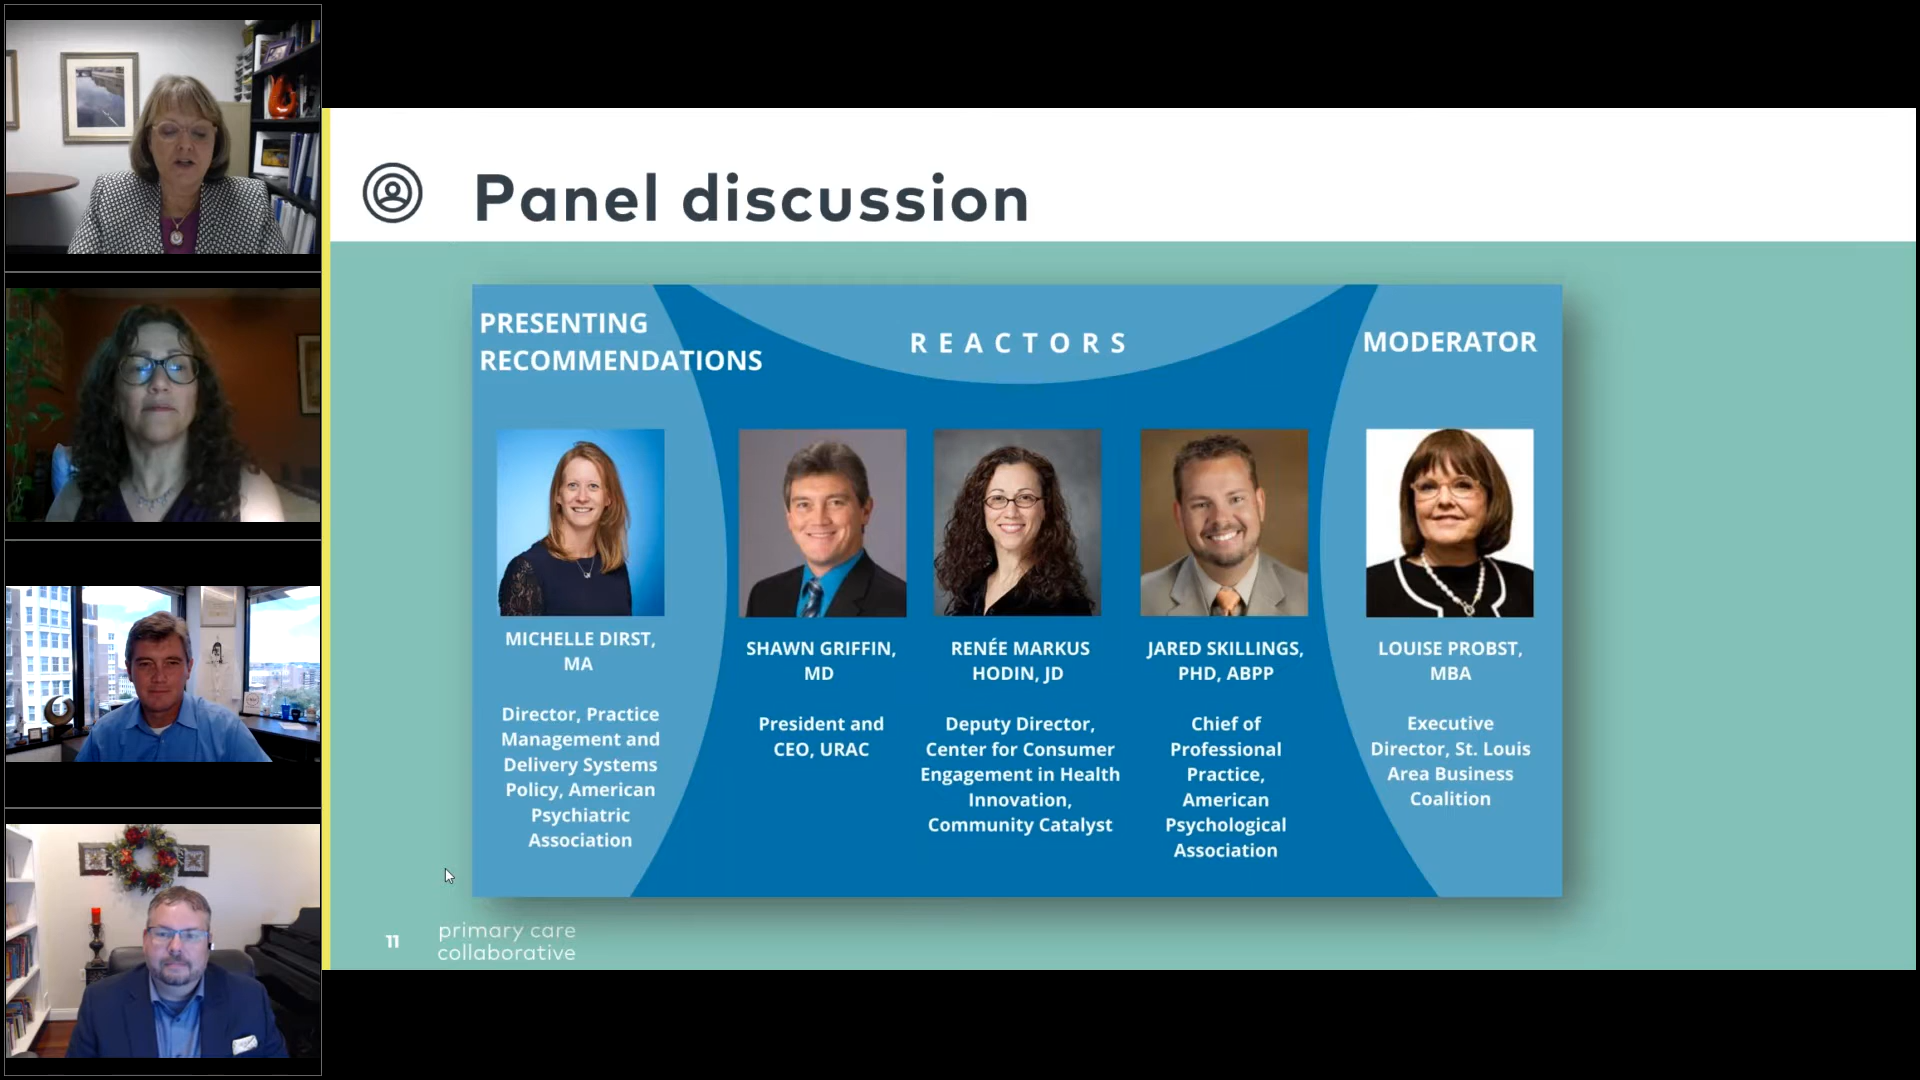 Panel discussion
PRESENTING
RECOMMENDATIONS
REACTORS
MODERATOR
MICHELLE DIRST,
MA
Director, Practice
Management and
Delivery Systems
Policy, American
Psychiatric
Association
SHAWN GRIFFIN,
MD
President and
CEO, URAC
RENÉE MARKUS
HODIN, JD
Deputy Director,
Center for Consumer
Engagement in Health
Innovation,
Community Catalyst
JARED SKILLINGS,
PHD, ABPP
Chief of
Professional
Practice,
American
Psychological
Association
LOUISE PROBST,
MBA
Executive
Director, St. Louis
Area Business
Coalition
11
primary care
collaborative